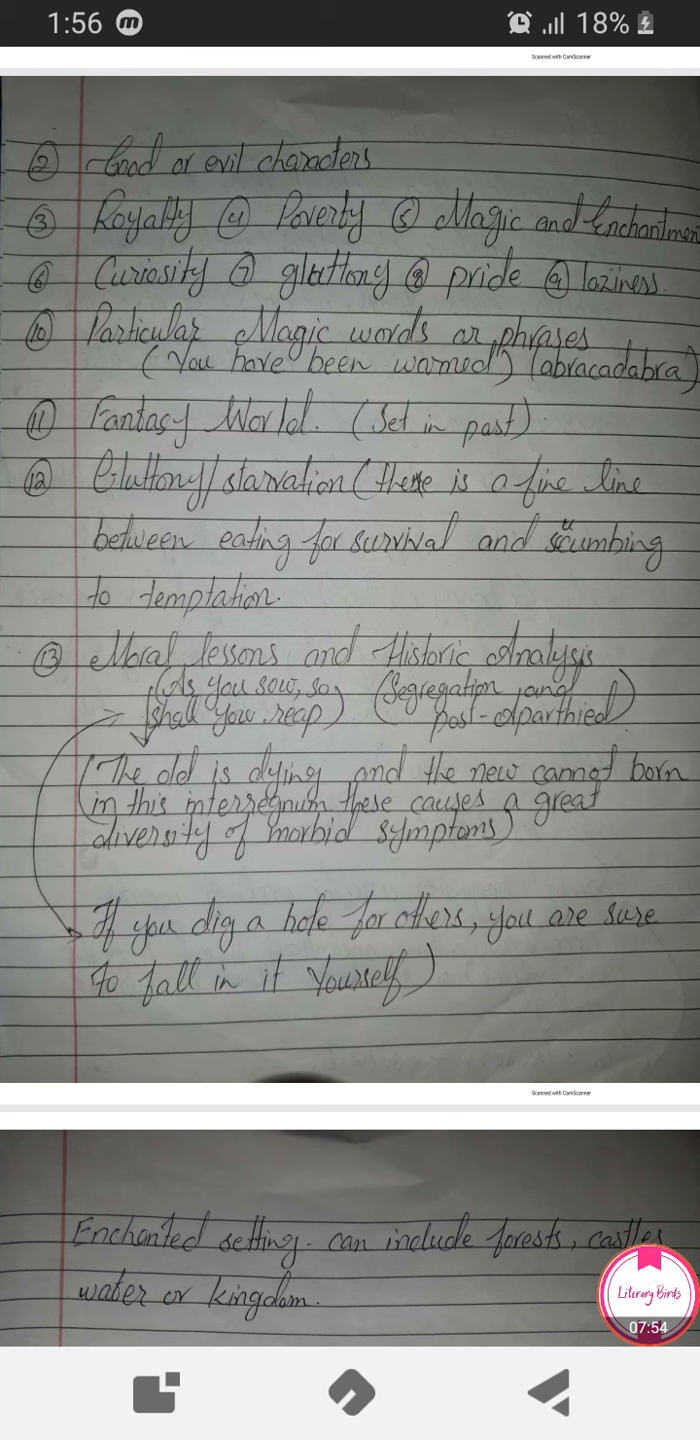 1:56 m 18%
Scanned with CamScanner
② Good or evil characters
③ Royalty ④ Poverty ⑤ Magic and Enchantmen
⑥ Curiosity ⑦ gluttony ⑧ pride ⑨ laziness.
⑩ Particular Magic words or phrases
(You have been warned") (abracadabra)
⑪ Fantasy World. (Set in past)
⑫ Gluttony/starvation (there is a fine line
between eating for survival and scumbing
to temptation.
⑬ Moral lessons and Historic Analysis
(As you sow, so (Segregation and
shall you reap) post-Aparthied)
(The old is dying and the new cannot born
in this interregnum these causes a great
diversity of morbid symptoms)
If you dig a hole for others, you are sure
to fall in it Yourself)
Scanned with CamScanner
Enchanted setting - can include forests, castles
water or kingdom.
Literary Birds
07:54